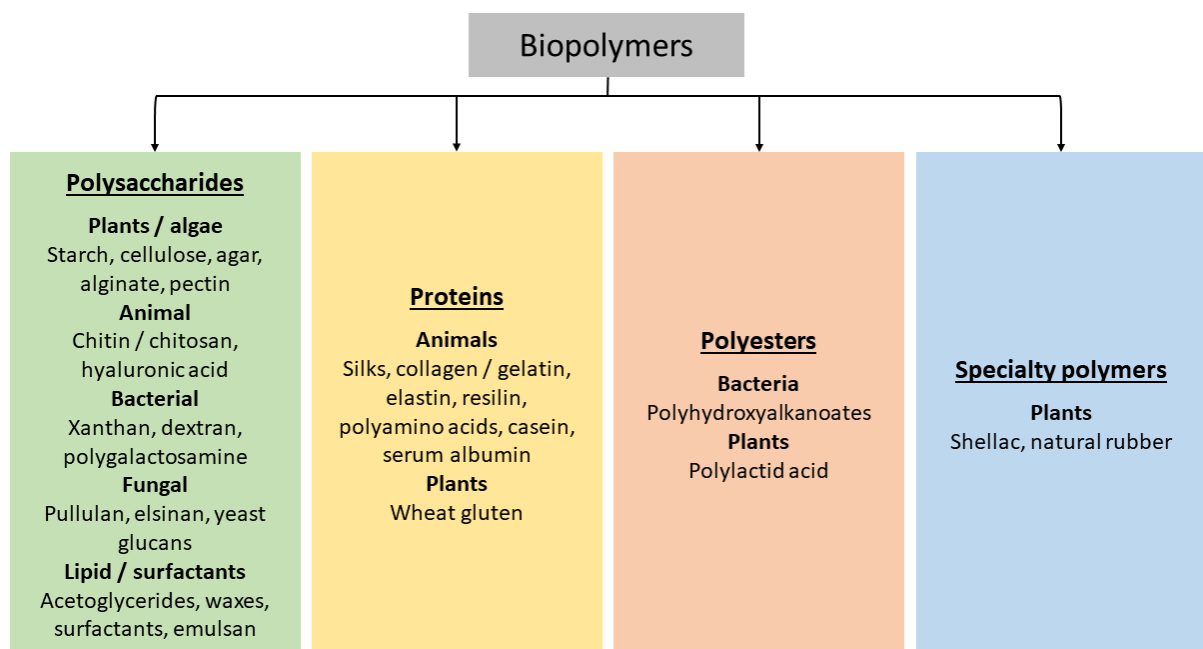 Biopolymers
Polysaccharides
Plants / algae
Starch, cellulose, agar,
alginate, pectin
Animal
Chitin / chitosan,
hyaluronic acid
Bacterial
Xanthan, dextran,
polygalactosamine
Fungal
Pullulan, elsinan, yeast
glucans
Lipid / surfactants
Acetoglycerides, waxes,
surfactants, emulsan
Proteins
Animals
Silks, collagen / gelatin,
elastin, resilin,
polyamino acids, casein,
serum albumin
Plants
Wheat gluten
Polyesters
Bacteria
Polyhydroxyalkanoates
Plants
Polylactid acid
Specialty polymers
Plants
Shellac, natural rubber